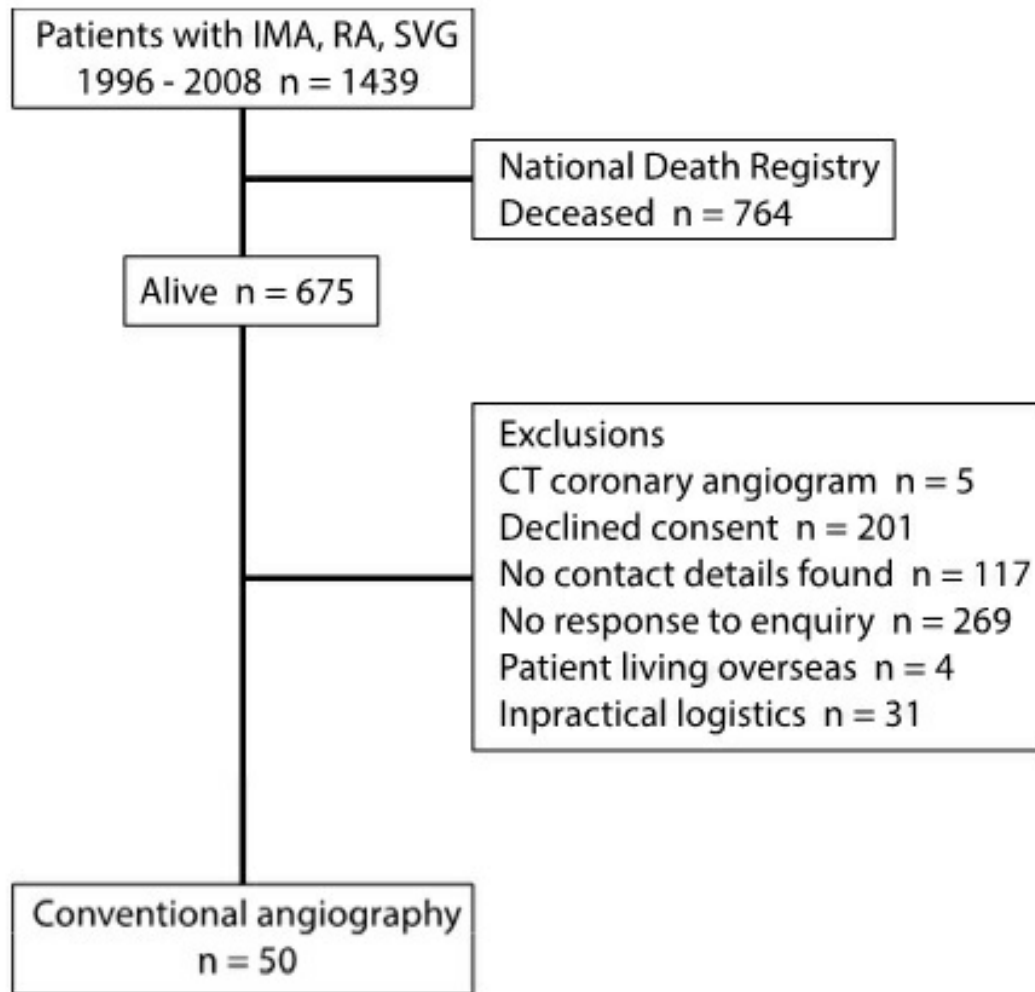 Patients with IMA, RA, SVG
1996 - 2008  n = 1439
National Death Registry
Deceased  n = 764
Alive  n = 675
Exclusions
CT coronary angiogram  n = 5
Declined consent  n = 201
No contact details found  n = 117
No response to enquiry  n = 269
Patient living overseas  n = 4
Inpractical logistics  n = 31
Conventional angiography
n = 50